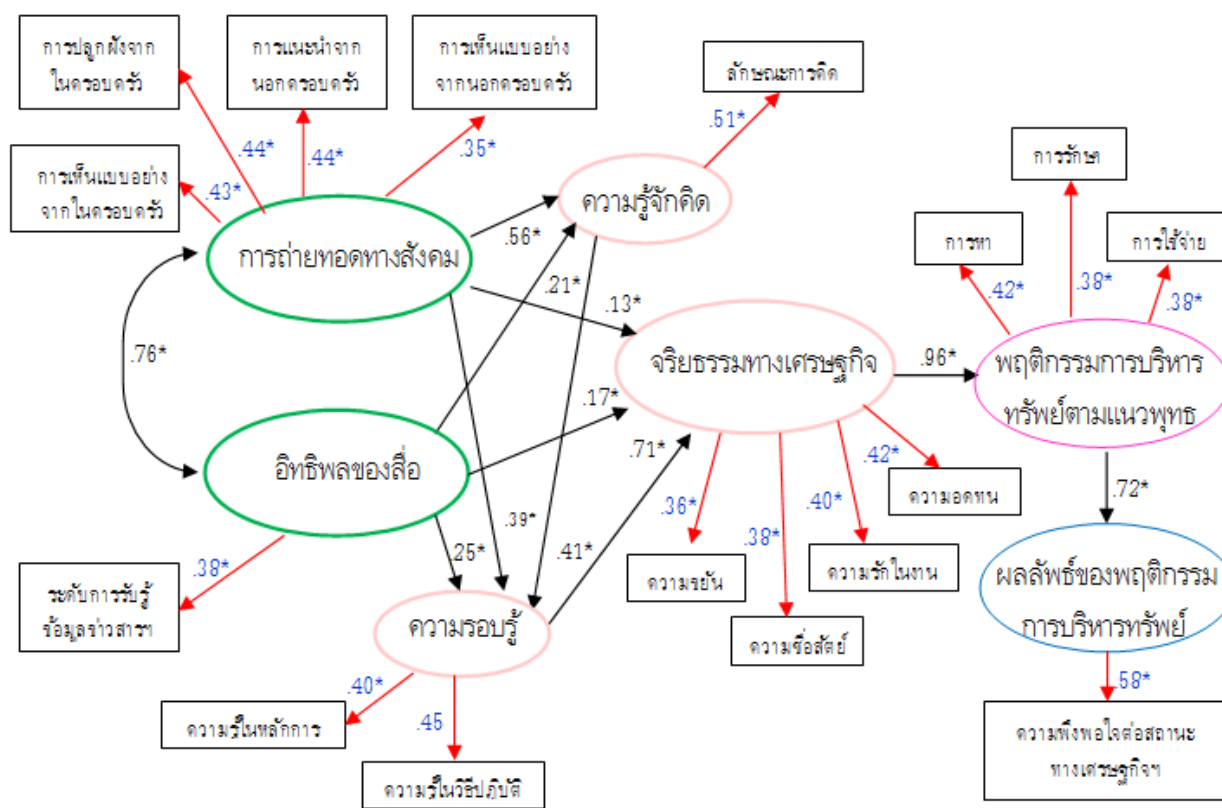 การปลูกฝังจาก
ในครอบครัว
การแนะนำจาก
นอกครอบครัว
การเห็นแบบอย่าง
จากนอกครอบครัว
ลักษณะการคิด
.51*
.44*
.44*
.35*
การเห็นแบบอย่าง
จากในครอบครัว
.43*
การรักษา
การหา
การใช้จ่าย
.42*
.38*
.38*
ความรู้จักคิด
.56*
การถ่ายทอดทางสังคม
.21*
.13*
.76*
จริยธรรมทางเศรษฐกิจ
.96*
พฤติกรรมการบริหาร
ทรัพย์ตามแนวพุทธ
.17*
อิทธิพลของสื่อ
.71*
.42*
ความอดทน
.36*
.38*
.40*
.72*
.39*
.41*
.25*
ความขยัน
ความรักในงาน
ความซื่อสัตย์
.38*
ระดับการรับรู้
ข้อมูลข่าวสารฯ
ความรอบรู้
ผลลัพธ์ของพฤติกรรม
การบริหารทรัพย์
.40*
.45
.58*
ความรู้ในหลักการ
ความรู้ในวิธีปฏิบัติ
ความพึงพอใจต่อสถานะ
ทางเศรษฐกิจฯ